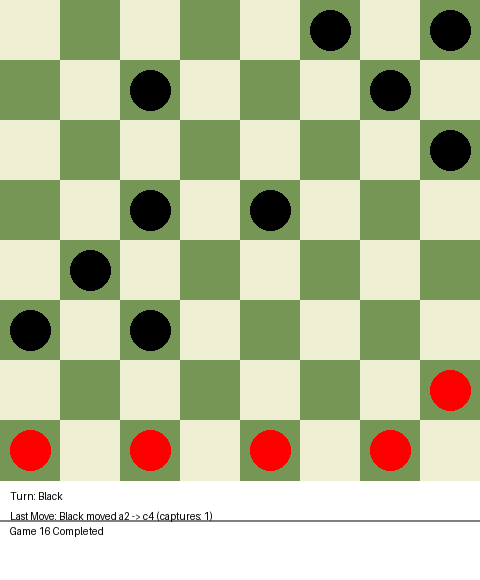 Turn: Black
Last Move: Black moved a2 -> c4 (captures: 1)
Game 16 Completed